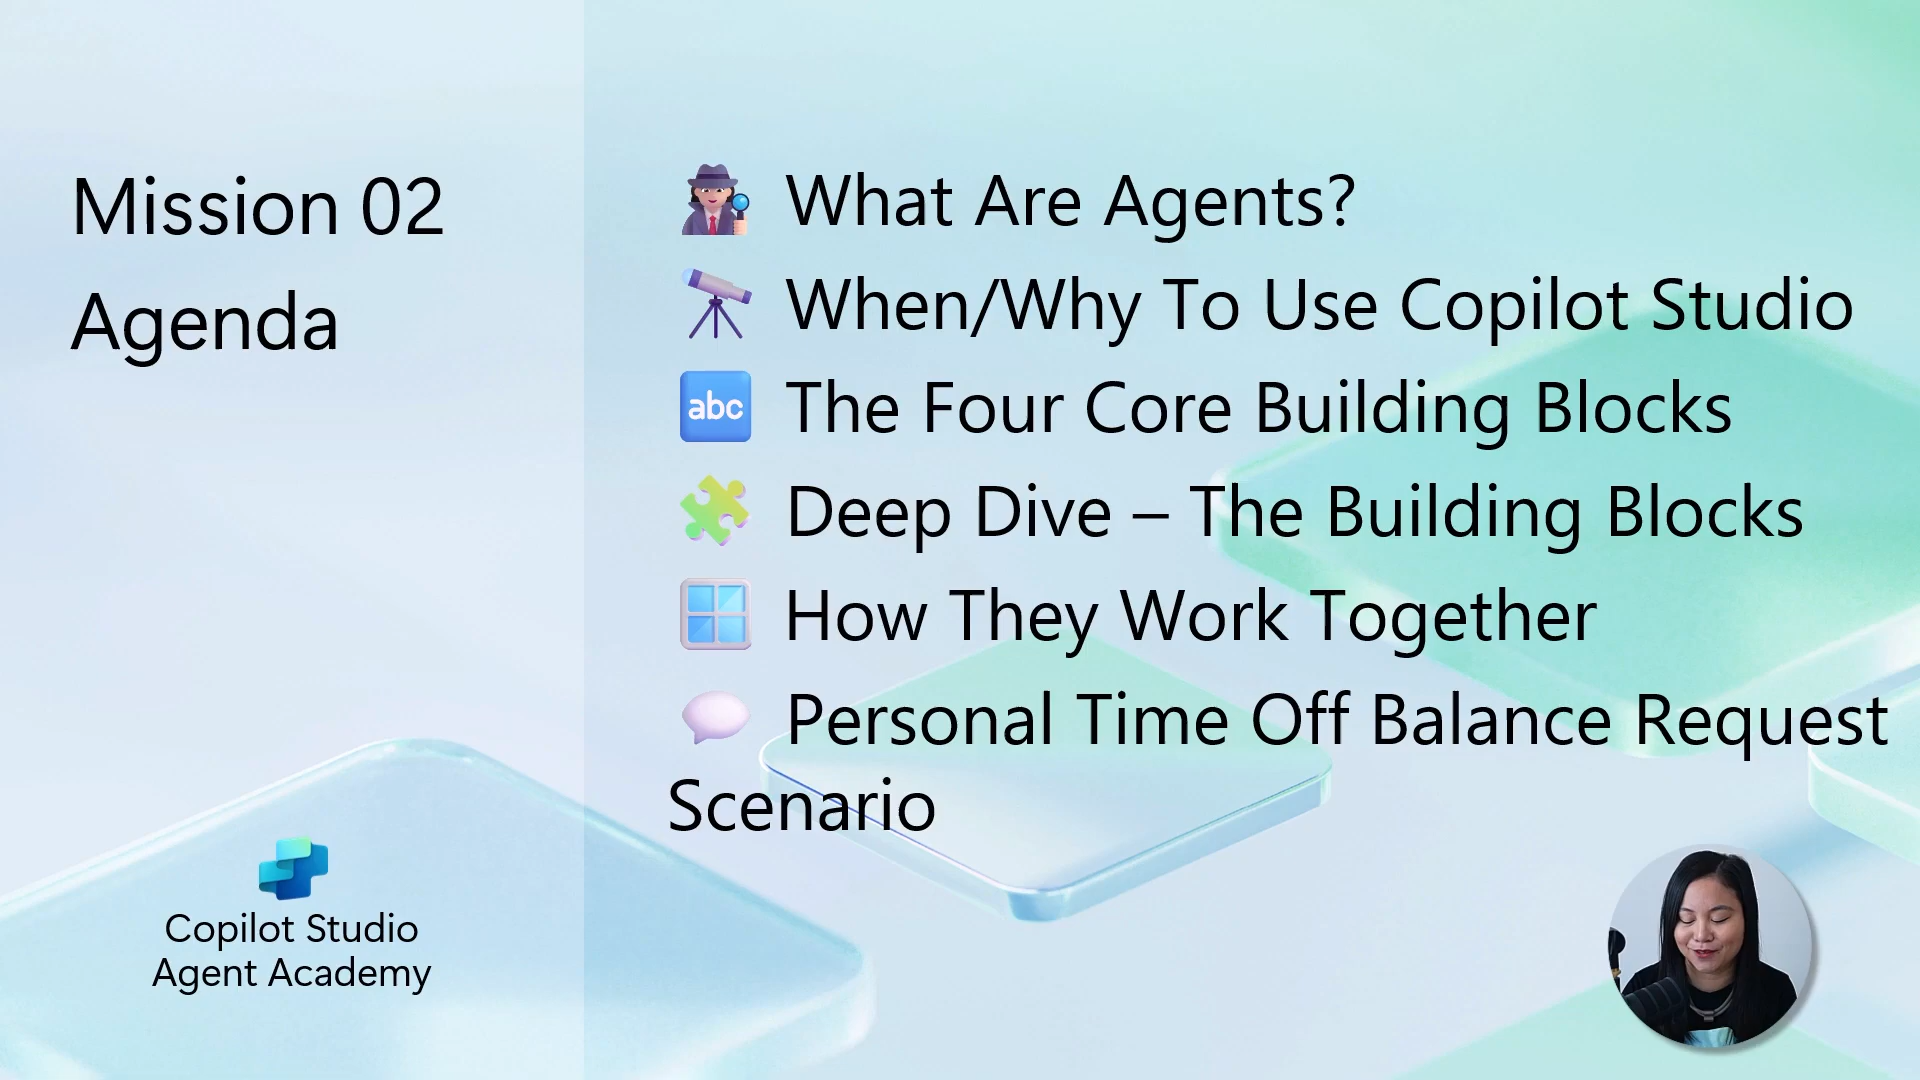 Mission 02
Agenda
What Are Agents?
When/Why To Use Copilot Studio
abc
The Four Core Building Blocks
Deep Dive – The Building Blocks
How They Work Together
Personal Time Off Balance Request
Scenario
Copilot Studio
Agent Academy